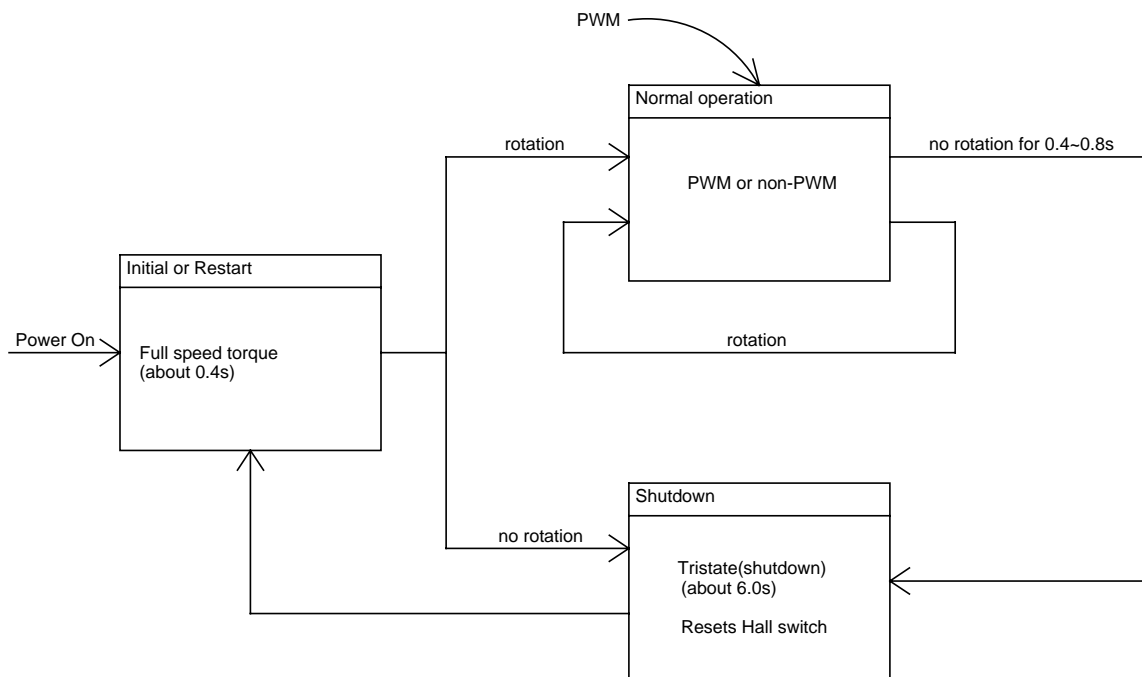 PWM
Normal operation
rotation
no rotation for 0.4~0.8s
PWM or non-PWM
Initial or Restart
Power On
Full speed torque
(about 0.4s)
rotation
Shutdown
no rotation
Tristate(shutdown)
(about 6.0s)
Resets Hall switch